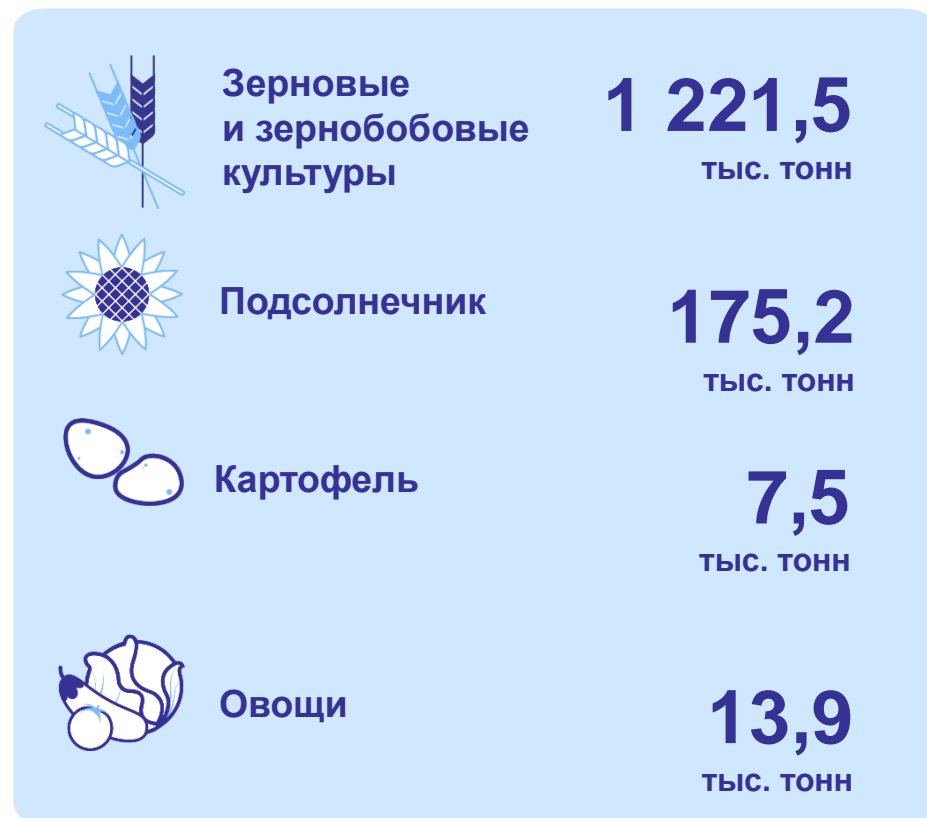 Зерновые
и зернобобовые
культуры
1 221,5
тыс. тонн
Подсолнечник
175,2
тыс. тонн
Картофель
7,5
тыс. тонн
Овощи
13,9
тыс. тонн